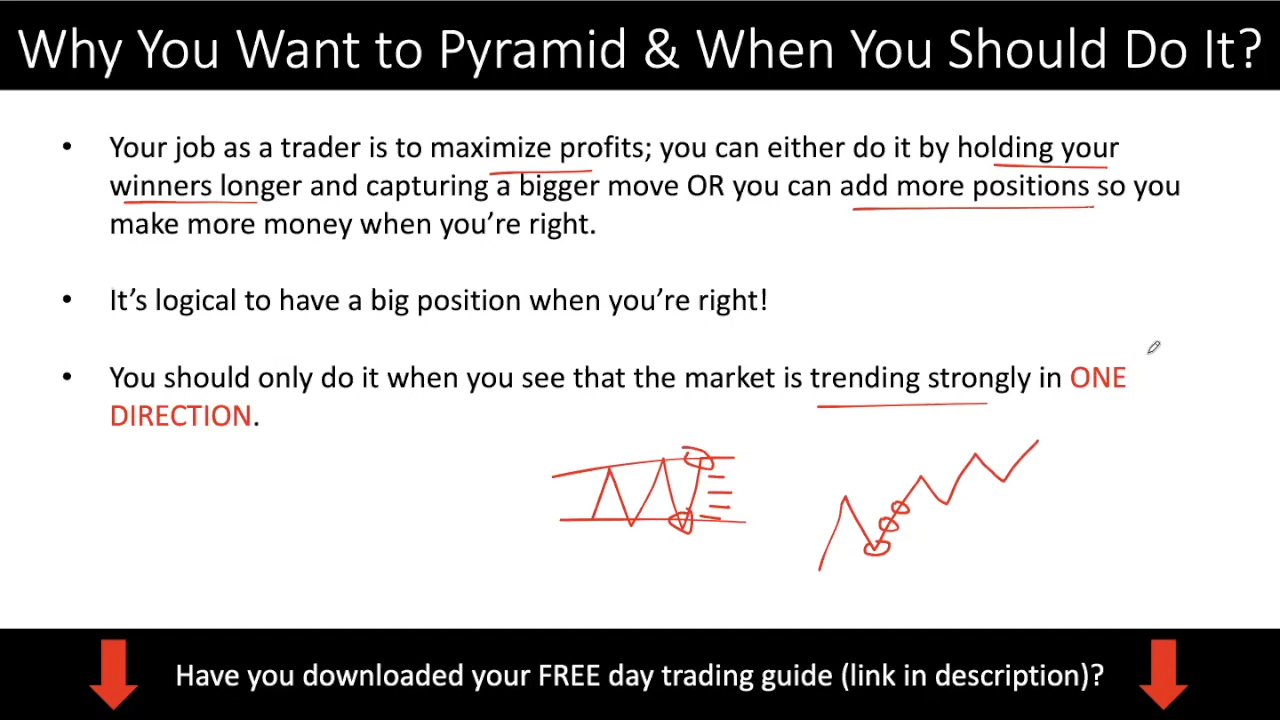 Why You Want to Pyramid & When You Should Do It?
• Your job as a trader is to maximize profits; you can either do it by holding your
winners longer and capturing a bigger move OR you can add more positions so you
make more money when you’re right.
• It’s logical to have a big position when you’re right!
• You should only do it when you see that the market is trending strongly in ONE
DIRECTION.
Have you downloaded your FREE day trading guide (link in description)?